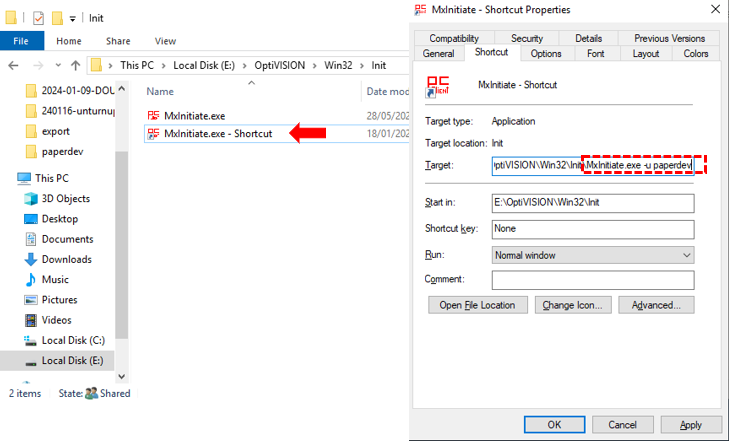 Init
File
Home
Share
View
This PC > Local Disk (E:) > OptiVISION > Win32 > Init
2024-01-09-DOU
240116-unturnup
export
paperdev
This PC
3D Objects
Desktop
Documents
Downloads
Music
Pictures
Videos
Local Disk (C:)
Local Disk (E:)
Name
Date mod
MxInitiate.exe
28/05/202
MxInitiate.exe - Shortcut
18/01/202
2 items
State: Shared
MxInitiate - Shortcut Properties
Compatibility
Security
Details
Previous Versions
General
Shortcut
Options
Font
Layout
Colors
MxInitiate - Shortcut
Target type:
Application
Target location:
Init
Target:
ptiVISION\Win32\Init\MxInitiate.exe -u paperdev
Start in:
E:\OptiVISION\Win32\Init
Shortcut key:
None
Run:
Normal window
Comment:
Open File Location
Change Icon...
Advanced...
OK
Cancel
Apply